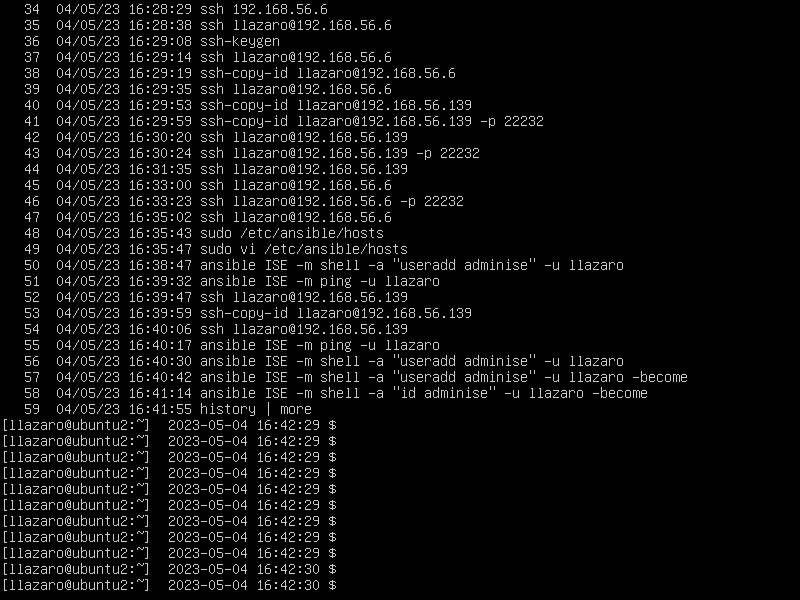 34  04/05/23 16:28:29 ssh 192.168.56.6
35  04/05/23 16:28:38 ssh llazaro@192.168.56.6
36  04/05/23 16:29:08 ssh-keygen
37  04/05/23 16:29:14 ssh llazaro@192.168.56.6
38  04/05/23 16:29:19 ssh-copy-id llazaro@192.168.56.6
39  04/05/23 16:29:35 ssh llazaro@192.168.56.6
40  04/05/23 16:29:53 ssh-copy-id llazaro@192.168.56.139
41  04/05/23 16:29:59 ssh-copy-id llazaro@192.168.56.139 -p 22232
42  04/05/23 16:30:20 ssh llazaro@192.168.56.139
43  04/05/23 16:30:24 ssh llazaro@192.168.56.139 -p 22232
44  04/05/23 16:31:35 ssh llazaro@192.168.56.139
45  04/05/23 16:33:00 ssh llazaro@192.168.56.6
46  04/05/23 16:33:23 ssh llazaro@192.168.56.6 -p 22232
47  04/05/23 16:35:02 ssh llazaro@192.168.56.6
48  04/05/23 16:35:43 sudo /etc/ansible/hosts
49  04/05/23 16:35:47 sudo vi /etc/ansible/hosts
50  04/05/23 16:38:47 ansible ISE -m shell -a "useradd adminise" -u llazaro
51  04/05/23 16:39:32 ansible ISE -m ping -u llazaro
52  04/05/23 16:39:47 ssh llazaro@192.168.56.139
53  04/05/23 16:39:59 ssh-copy-id llazaro@192.168.56.139
54  04/05/23 16:40:06 ssh llazaro@192.168.56.139
55  04/05/23 16:40:17 ansible ISE -m ping -u llazaro
56  04/05/23 16:40:30 ansible ISE -m shell -a "useradd adminise" -u llazaro
57  04/05/23 16:40:42 ansible ISE -m shell -a "useradd adminise" -u llazaro -become
58  04/05/23 16:41:14 ansible ISE -m shell -a "id adminise" -u llazaro -become
59  04/05/23 16:41:55 history | more
[llazaro@ubuntu2:~]  2023-05-04 16:42:29 $
[llazaro@ubuntu2:~]  2023-05-04 16:42:29 $
[llazaro@ubuntu2:~]  2023-05-04 16:42:29 $
[llazaro@ubuntu2:~]  2023-05-04 16:42:29 $
[llazaro@ubuntu2:~]  2023-05-04 16:42:29 $
[llazaro@ubuntu2:~]  2023-05-04 16:42:29 $
[llazaro@ubuntu2:~]  2023-05-04 16:42:29 $
[llazaro@ubuntu2:~]  2023-05-04 16:42:29 $
[llazaro@ubuntu2:~]  2023-05-04 16:42:29 $
[llazaro@ubuntu2:~]  2023-05-04 16:42:30 $
[llazaro@ubuntu2:~]  2023-05-04 16:42:30 $